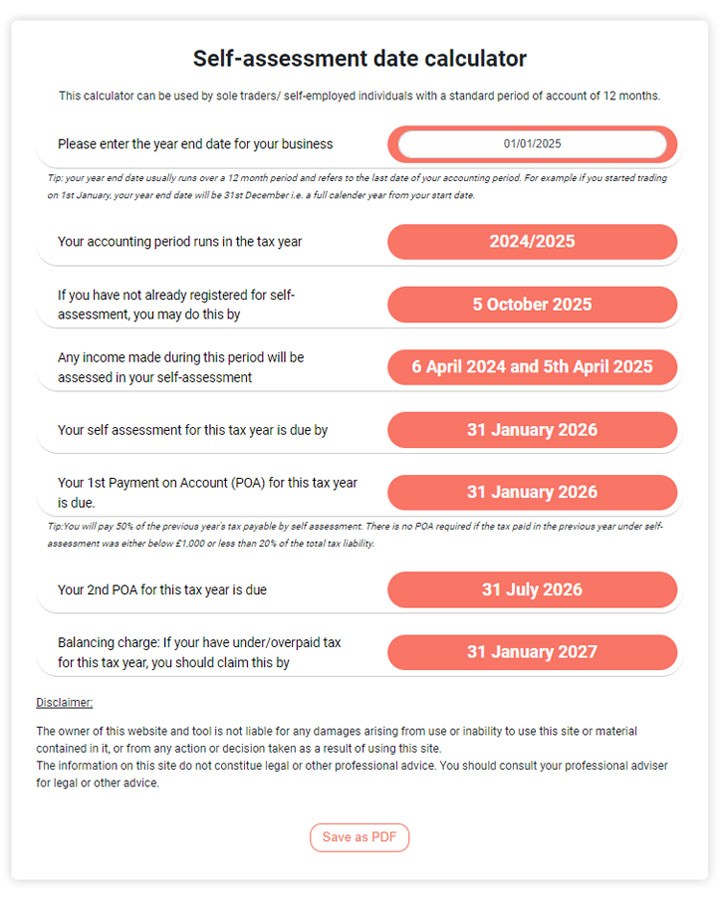 Self-assessment date calculator
This calculator can be used by sole traders/ self-employed individuals with a standard period of account of 12 months.
Please enter the year end date for your business
01/01/2025
Tip: your year end date usually runs over a 12 month period and refers to the last date of your accounting period. For example if you started trading
on 1st January, your year end date will be 31st December i.e. a full calender year from your start date.
Your accounting period runs in the tax year
2024/2025
If you have not already registered for self-
assessment, you may do this by
5 October 2025
Any income made during this period will be
assessed in your self-assessment
6 April 2024 and 5th April 2025
Your self assessment for this tax year is due by
31 January 2026
Your 1st Payment on Account (POA) for this tax year
is due.
31 January 2026
Tip:You will pay 50% of the previous year's tax payable by self assessment. There is no POA required if the tax paid in the previous year under self-
assessment was either below £1,000 or less than 20% of the total tax liability.
Your 2nd POA for this tax year is due
31 July 2026
Balancing charge: If your have under/overpaid tax
for this tax year, you should claim this by
31 January 2027
Disclaimer:
The owner of this website and tool is not liable for any damages arising from use or inability to use this site or material
contained in it, or from any action or decision taken as a result of using this site.
The information on this site do not constitue legal or other professional advice. You should consult your professional adviser
for legal or other advice.
Save as PDF